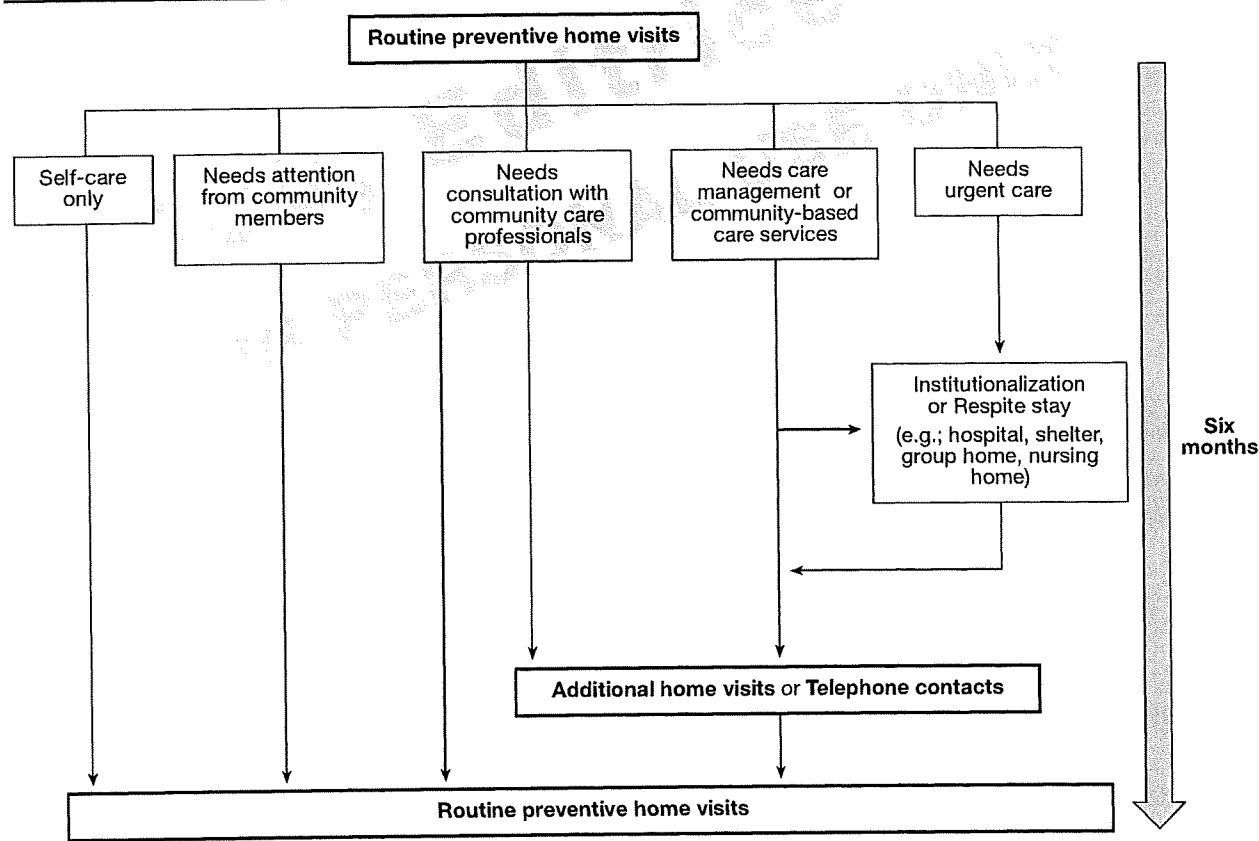 Routine preventive home visits
Self-care
only
Needs attention
from community
members
Needs
consultation with
community care
professionals
Needs care
management or
community-based
care services
Needs
urgent care
Institutionalization
or Respite stay
(e.g.; hospital, shelter,
group home, nursing
home)
Six
months
Additional home visits or Telephone contacts
Routine preventive home visits